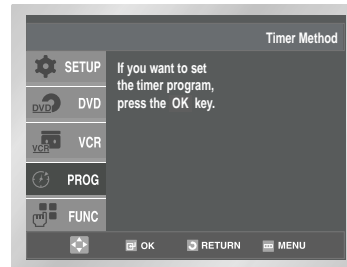 Timer Method
SETUP
DVD DVD
VCR VCR
PROG
FUNC
If you want to set
the timer program,
press the OK key.
OK RETURN MENU